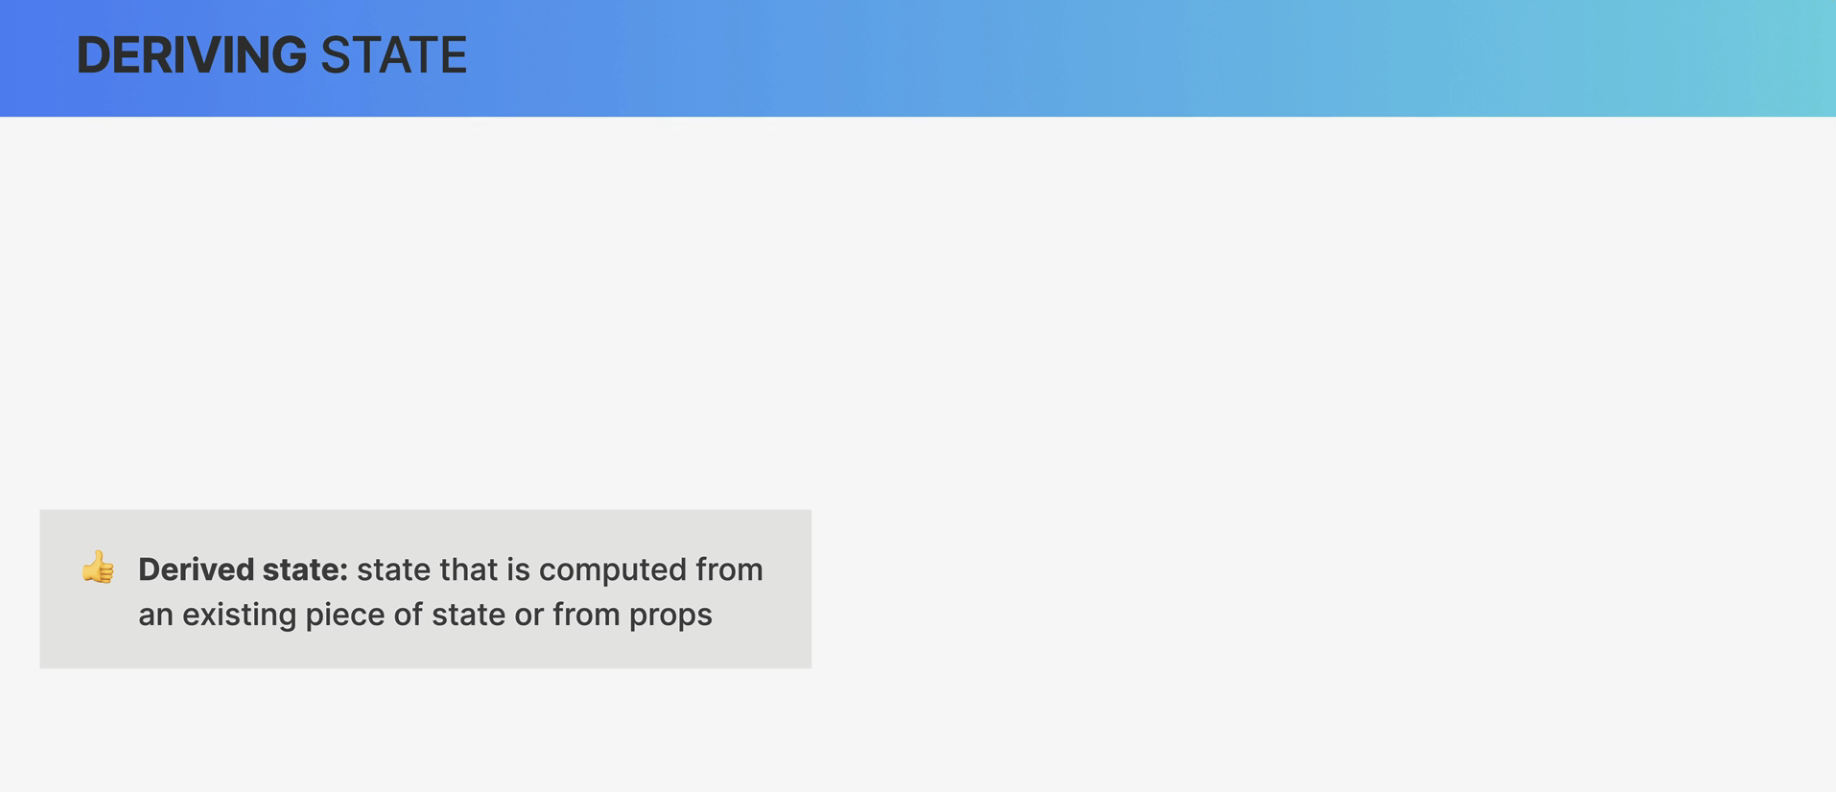 DERIVING STATE
👍 Derived state: state that is computed from
an existing piece of state or from props